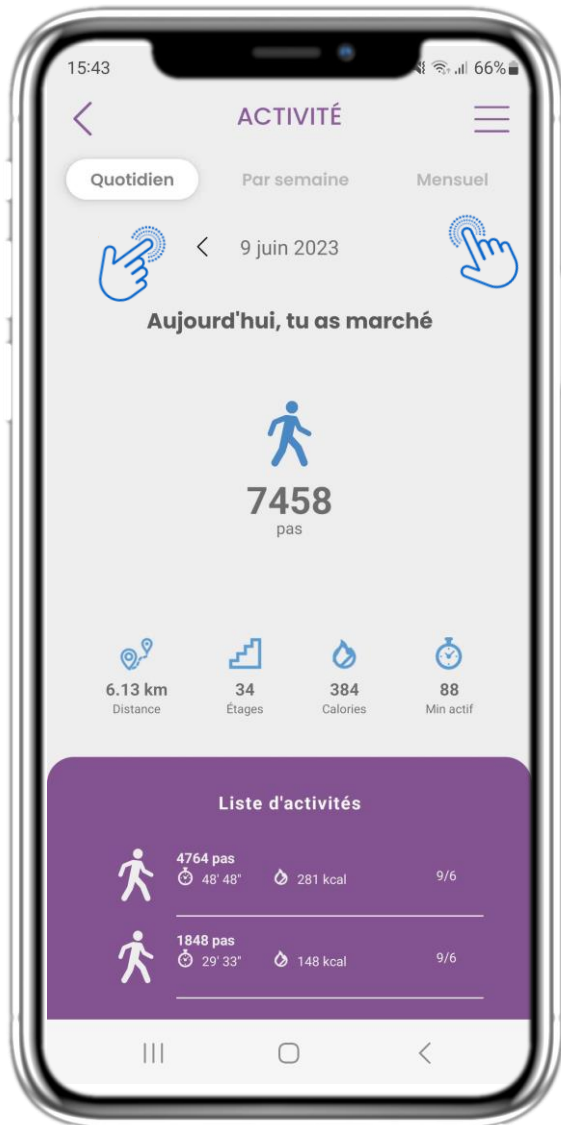 15:43 66%
ACTIVITÉ
Quotidien Par semaine Mensuel
9 juin 2023
Aujourd'hui, tu as marché
7458
pas
6.13 km 34 384 88
Distance Étages Calories Min actif
Liste d'activités
4764 pas
48' 48" 281 kcal 9/6
1848 pas
29' 33" 148 kcal 9/6